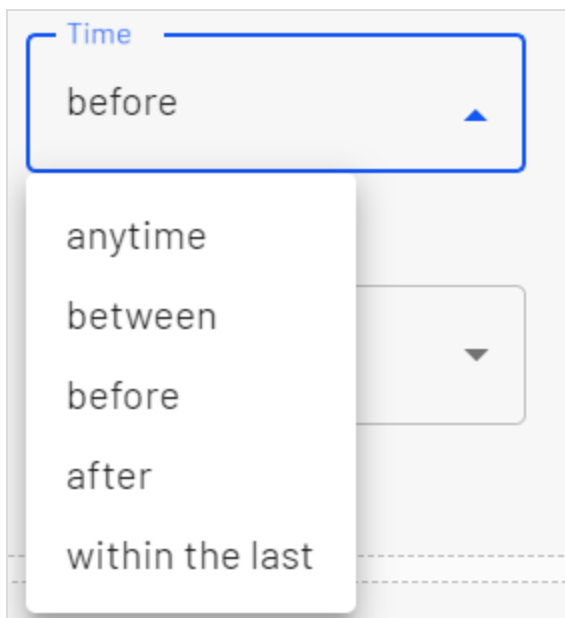 Time
before
anytime
between
before
after
within the last